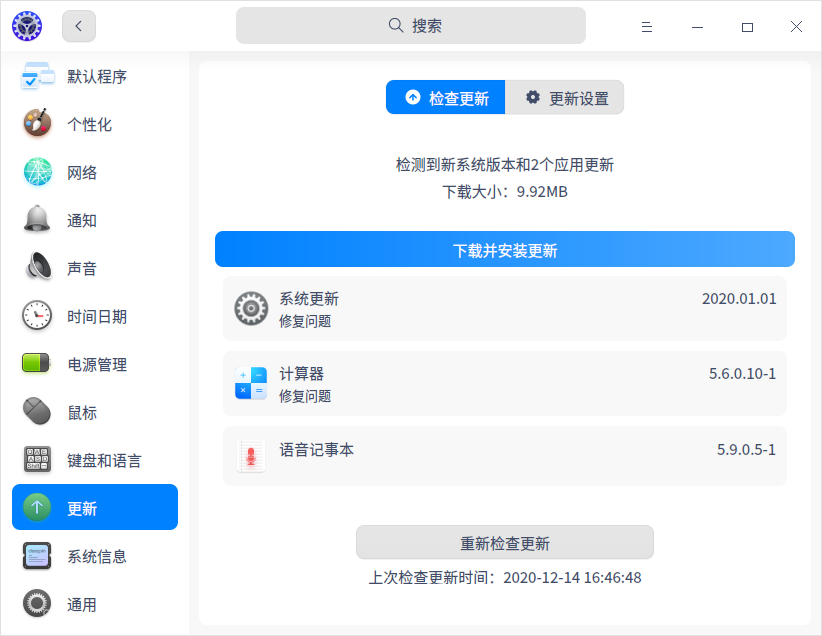 搜索
默认程序
个性化
网络
通知
声音
时间日期
电源管理
鼠标
键盘和语言
更新
系统信息
通用
检查更新
更新设置
检测到新系统版本和2个应用更新
下载大小：9.92MB
下载并安装更新
系统更新
2020.01.01
修复问题
计算器
5.6.0.10-1
修复问题
语音记事本
5.9.0.5-1
重新检查更新
上次检查更新时间：2020-12-14 16:46:48